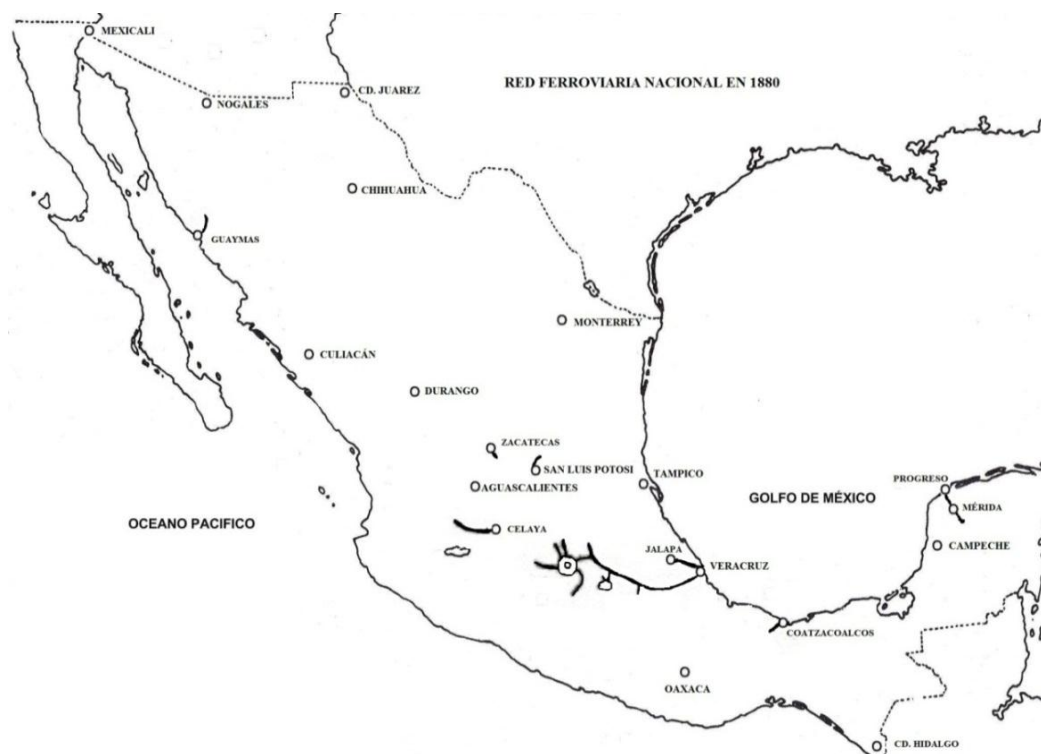 MEXICALI
RED FERROVIARIA NACIONAL EN 1880
CD. JUAREZ
NOGALES
CHIHUAHUA
GUAYMAS
MONTERREY
CULIACÁN
DURANGO
ZACATECAS
SAN LUIS POTOSI
TAMPICO
AGUASCALIENTES
PROGRESO
GOLFO DE MÉXICO
MÉRIDA
OCEANO PACIFICO
CELAYA
CAMPECHE
JALAPA
VERACRUZ
COATZACOALCOS
OAXACA
CD. HIDALGO